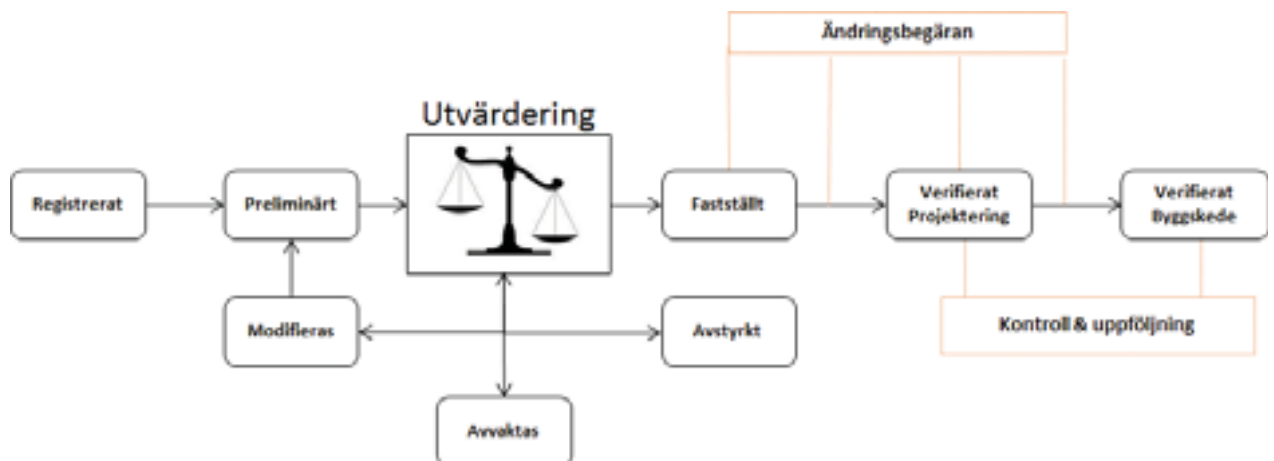 Ändringsbegäran
Utvärdering
Registrerat
Preliminärt
Fastställt
Verifierat
Projektering
Verifierat
Byggskede
Modifieras
Avstyrkt
Kontroll & uppföljning
Avvaktas